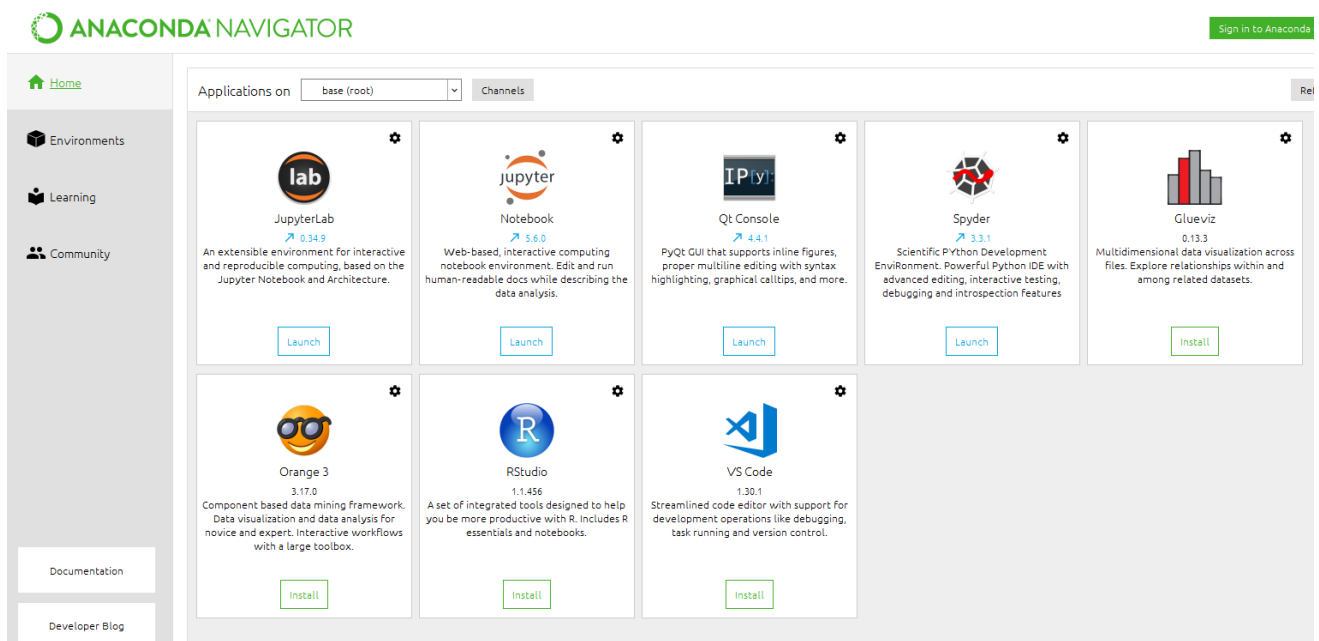 ANACONDA NAVIGATOR
Sign in to Anaconda
Home
Environments
Learning
Community
Documentation
Developer Blog
Applications on
base (root)
Channels
lab
JupyterLab
0.34.9
An extensible environment for interactive
and reproducible computing, based on the
Jupyter Notebook and Architecture.
Launch
jupyter
Notebook
5.6.0
Web-based, interactive computing
notebook environment. Edit and run
human-readable docs while describing the
data analysis.
Launch
IP[y]:
Qt Console
4.4.1
PyQt GUI that supports inline figures,
proper multiline editing with syntax
highlighting, graphical calltips, and more.
Launch
Spyder
3.3.1
Scientific PYthon Development
EnviRonment. Powerful Python IDE with
advanced editing, interactive testing,
debugging and introspection features
Launch
Glueviz
0.13.3
Multidimensional data visualization across
files. Explore relationships within and
among related datasets.
Install
Orange 3
3.17.0
Component based data mining framework.
Data visualization and data analysis for
novice and expert. Interactive workflows
with a large toolbox.
Install
R
RStudio
1.1.456
A set of integrated tools designed to help
you be more productive with R. Includes R
essentials and notebooks.
Install
VS Code
1.30.1
Streamlined code editor with support for
development operations like debugging,
task running and version control.
Install